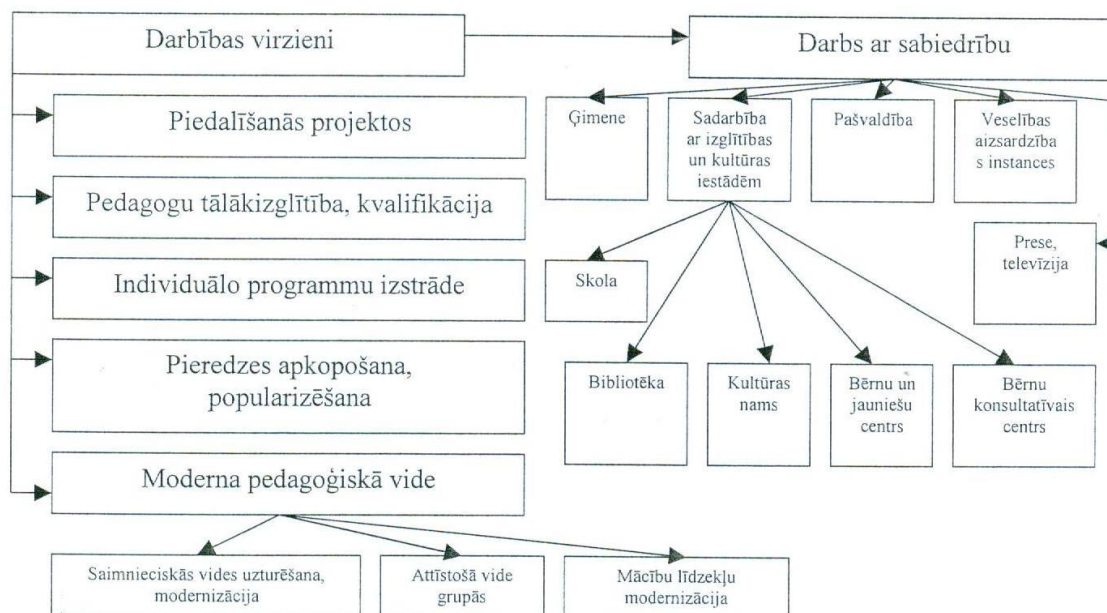 Darbības virzieni
Darbs ar sabiedrību
Piedalīšanās projektos
Pedagogu tālākizglītība, kvalifikācija
Individuālo programmu izstrāde
Pieredzes apkopošana,
popularizēšana
Moderna pedagoģiskā vide
Saimnieciskās vides uzturēšana,
modernizācija
Attīstošā vide
grupās
Mācību līdzekļu
modernizācija
Ģimene
Sadarbība
ar izglītības
un kultūras
iestādēm
Pašvaldība
Veselības
aizsardzība
s instances
Prese,
televīzija
Skola
Bibliotēka
Kultūras
nams
Bērnu un
jauniešu
centrs
Bērnu
konsultatīvais
centrs